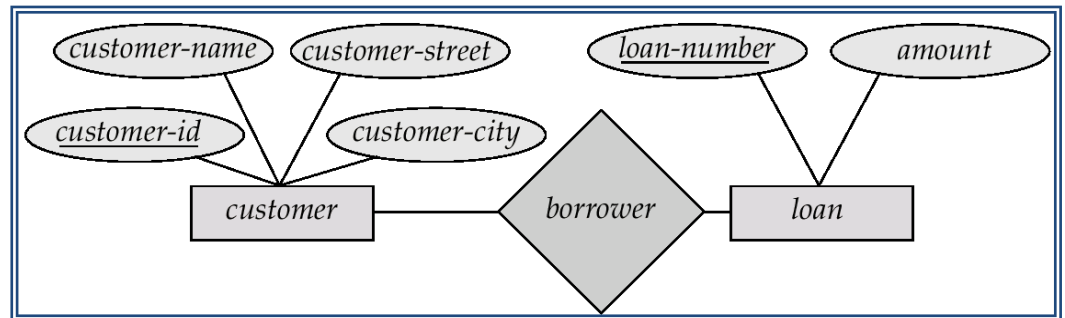 customer-name customer-street loan-number amount
customer-id customer-city
customer borrower loan